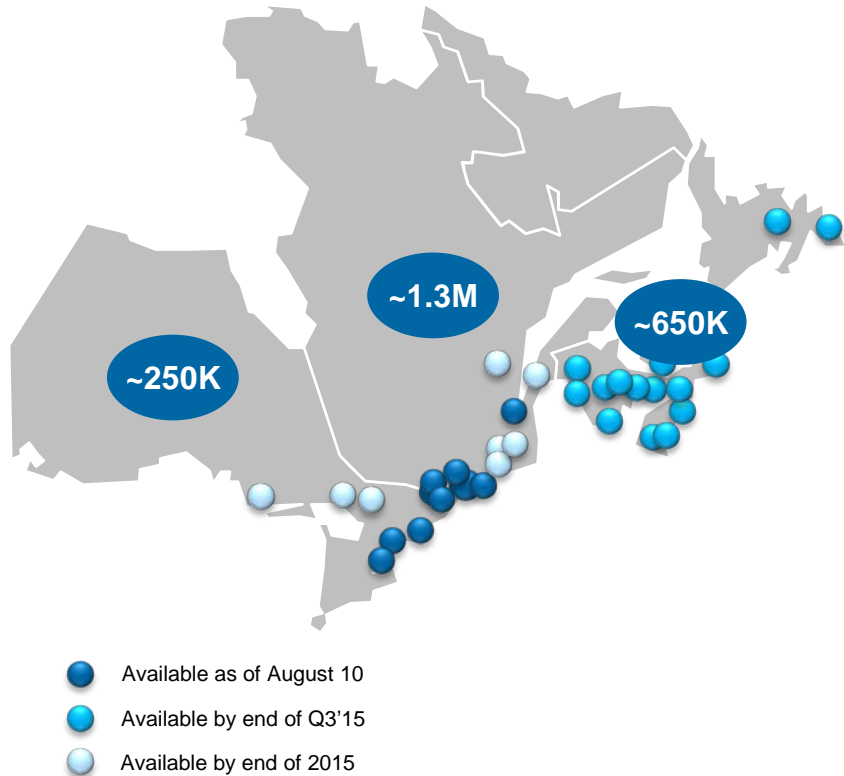 ~1.3M
~650K
~250K
Available as of August 10
Available by end of Q3’15
Available by end of 2015